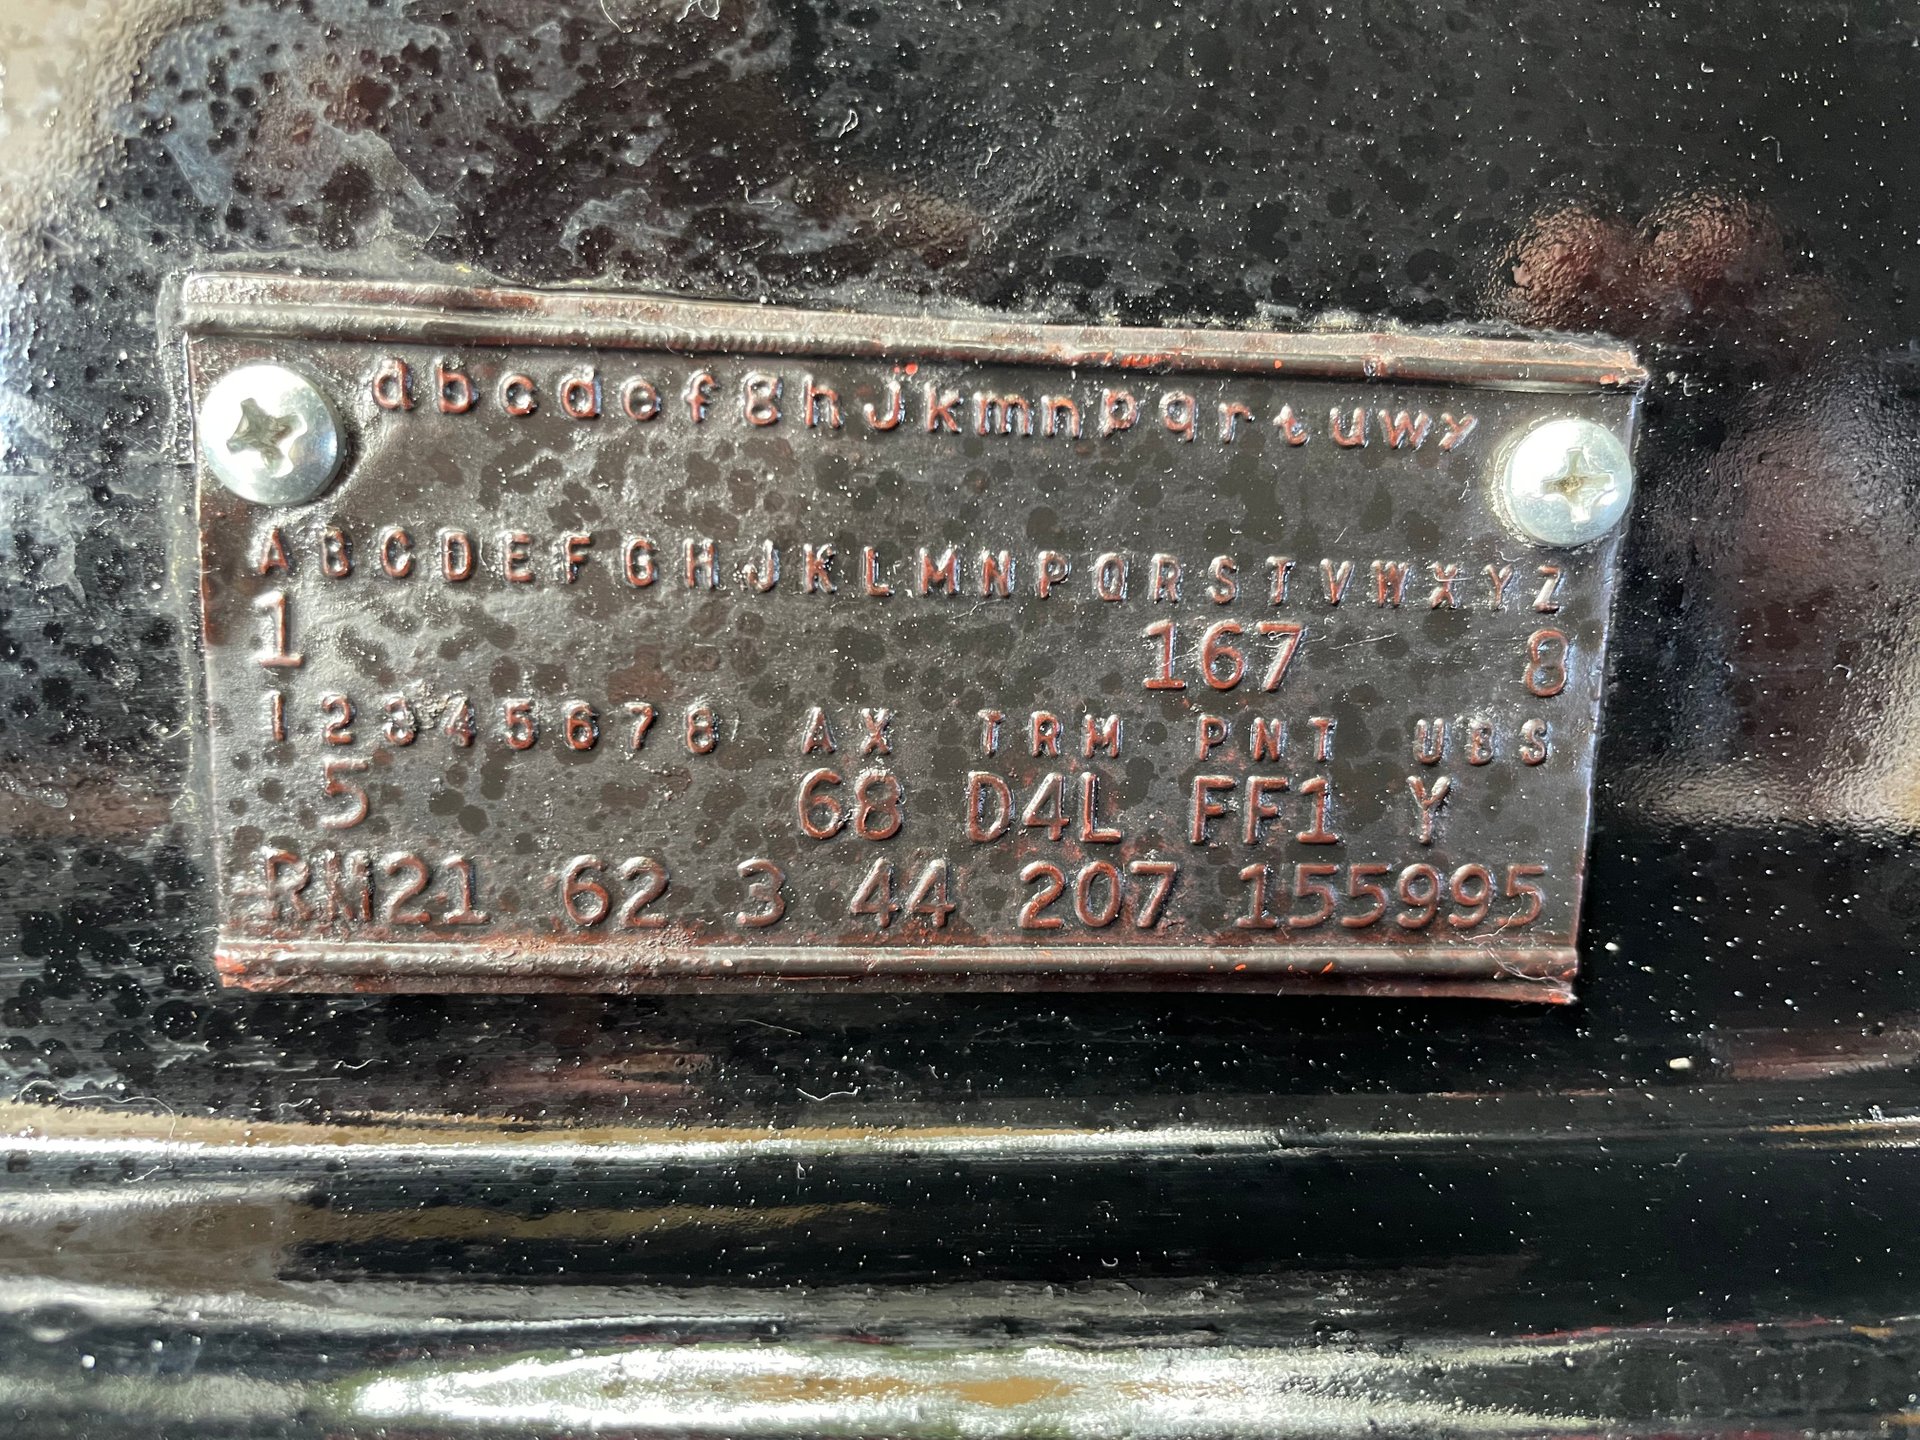 abcdefghjkmnpqrtuwy
ABCDEFGHJKLMNPQRSTVWXYZ
1 167 8
12345678 AX TRM PNT UBS
5 68 D4L FF1 Y
RM21 62 3 44 207 155995